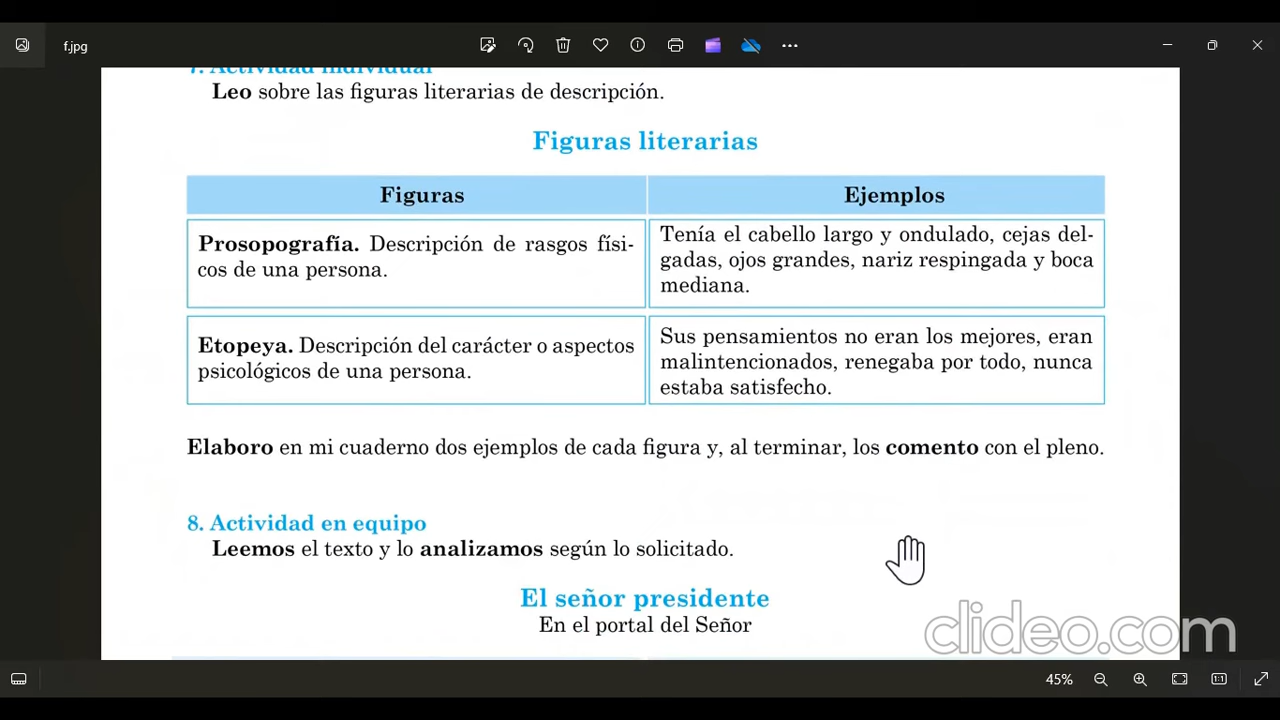 f.jpg
7. Actividad individual
Leo sobre las figuras literarias de descripción.
Figuras literarias
Figuras
Ejemplos
Prosopografía. Descripción de rasgos físi-
cos de una persona.
Tenía el cabello largo y ondulado, cejas del-
gadas, ojos grandes, nariz respingada y boca
mediana.
Etopeya. Descripción del carácter o aspectos
psicológicos de una persona.
Sus pensamientos no eran los mejores, eran
malintencionados, renegaba por todo, nunca
estaba satisfecho.
Elaboro en mi cuaderno dos ejemplos de cada figura y, al terminar, los comento con el pleno.
8. Actividad en equipo
Leemos el texto y lo analizamos según lo solicitado.
El señor presidente
En el portal del Señor
clideo.com
45%
1:1